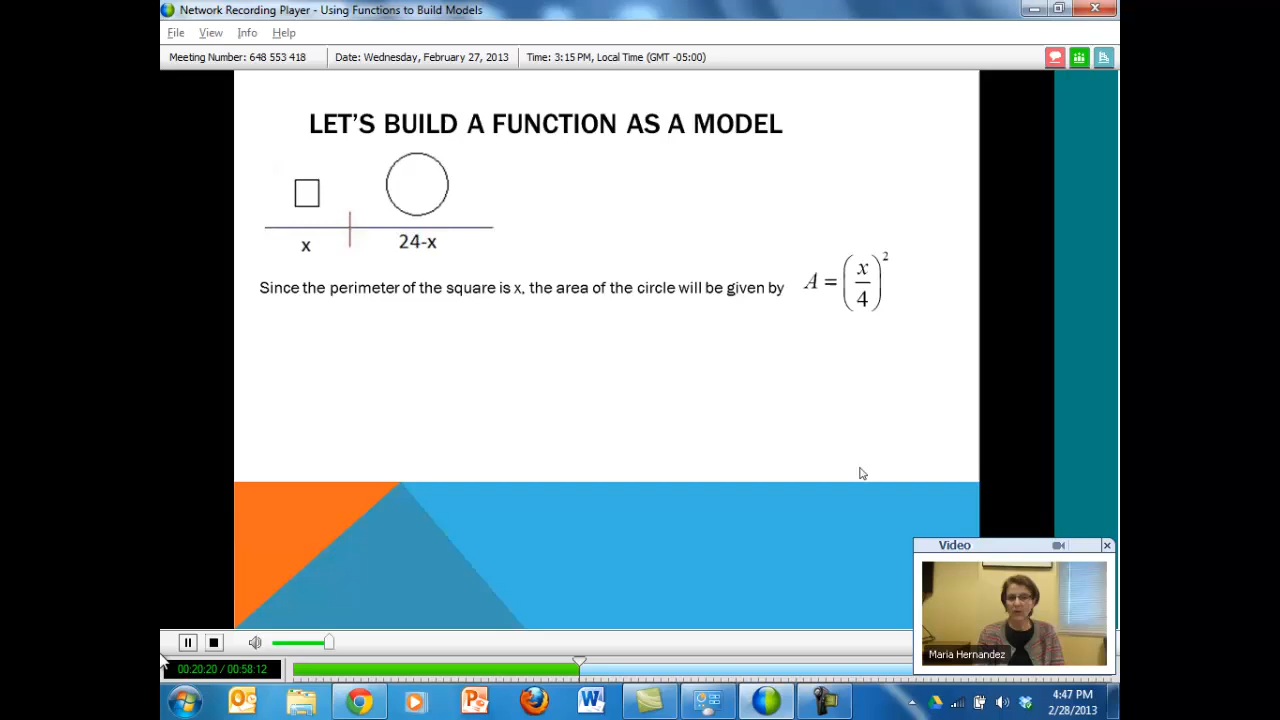 Network Recording Player - Using Functions to Build Models
File View Info Help
Meeting Number: 648 553 418 Date: Wednesday, February 27, 2013 Time: 3:15 PM, Local Time (GMT -05:00)
LET'S BUILD A FUNCTION AS A MODEL
x 24-x
Since the perimeter of the square is x, the area of the circle will be given by A = (x/4)²
Video
Maria Hernandez
00:20:20 / 00:58:12
4:47 PM
2/28/2013